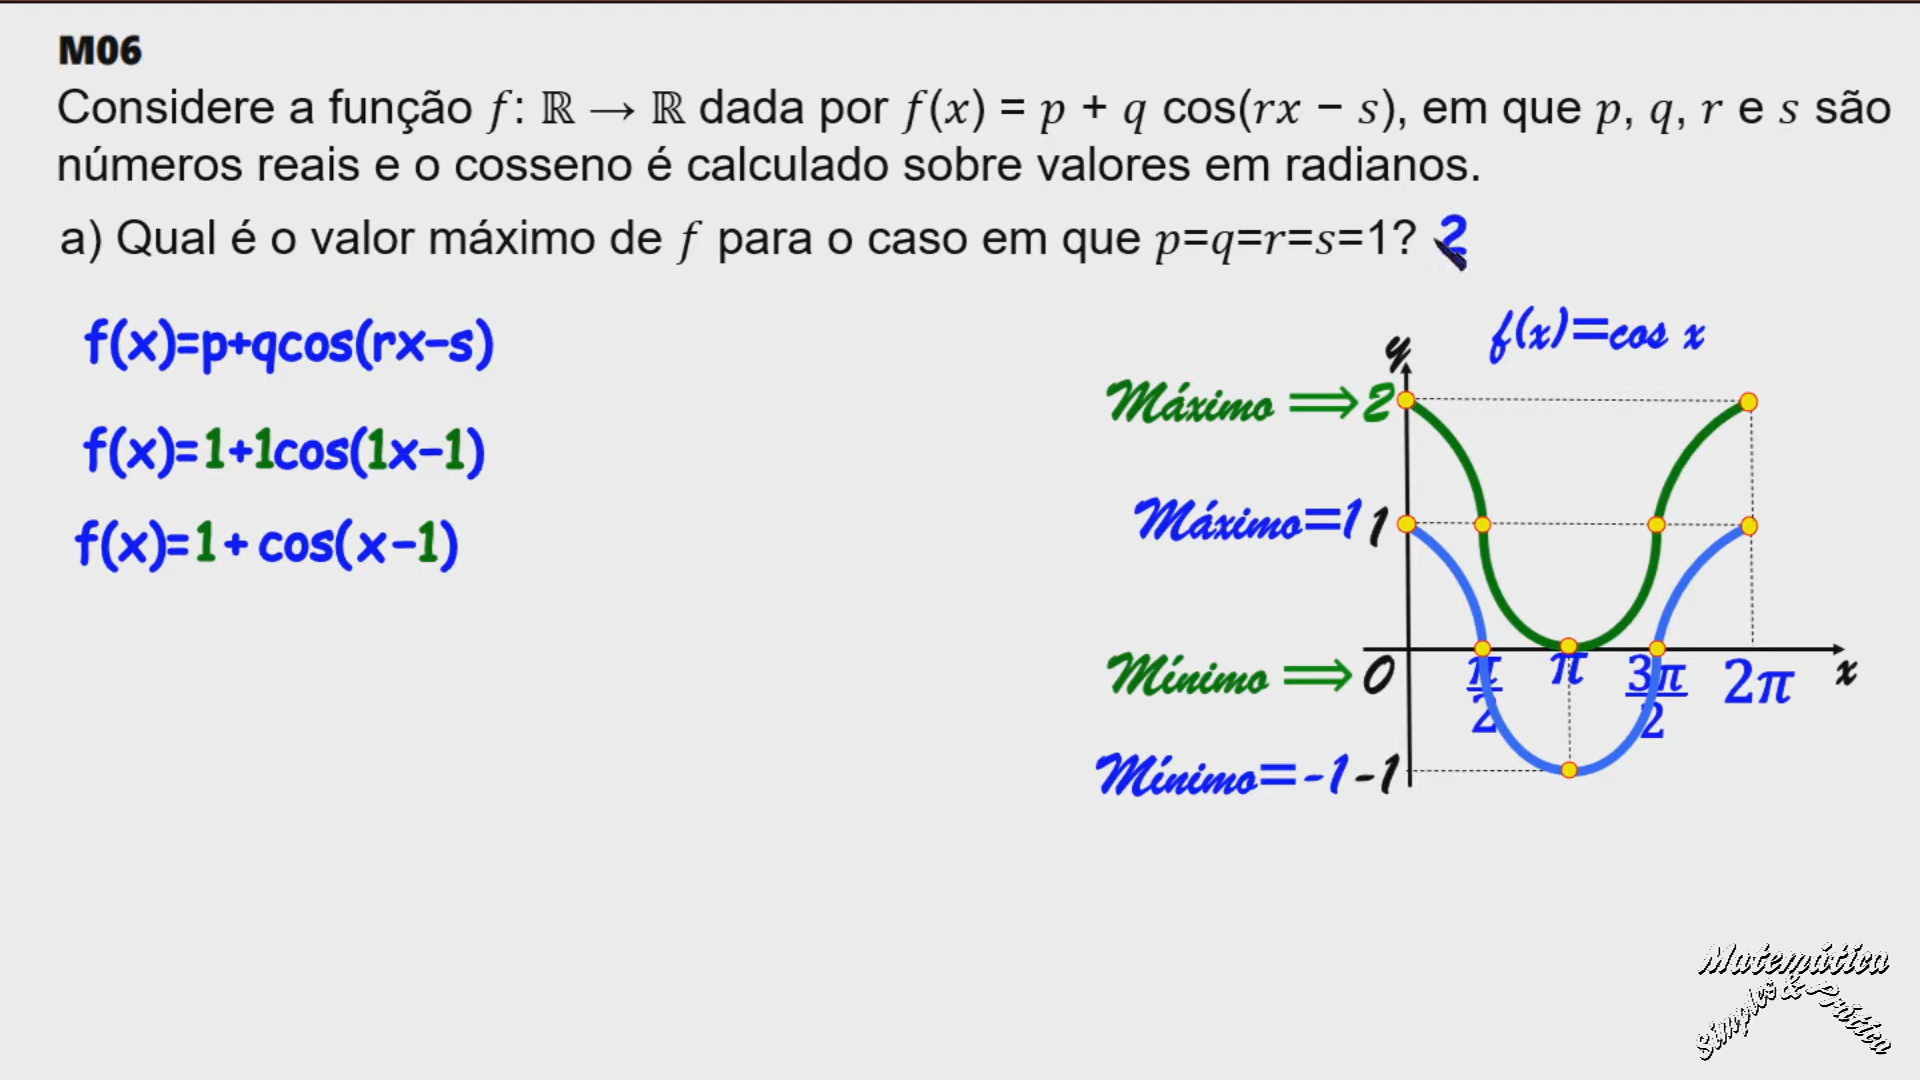 M06
Considere a função f: ℝ → ℝ dada por f(x) = p + q cos(rx − s), em que p, q, r e s são
números reais e o cosseno é calculado sobre valores em radianos.
a) Qual é o valor máximo de f para o caso em que p=q=r=s=1? 2
f(x)=p+qcos(rx-s)
f(x)=1+1cos(1x-1)
f(x)=1+ cos(x-1)
f(x)=cos x
y
Máximo ⟹ 2
Máximo=1 1
Mínimo ⟹ 0
π/2 π 3π/2 2π x
Mínimo=-1 -1
Matemática
Simples & Prática